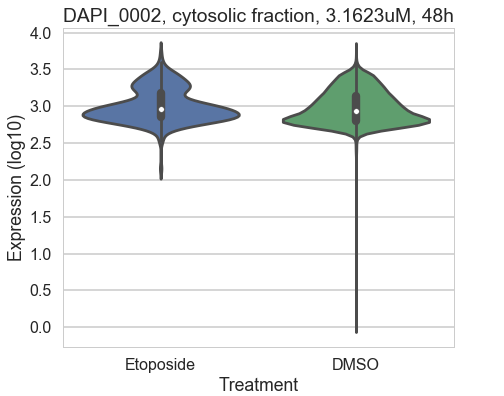 DAPI_0002, cytosolic fraction, 3.1623uM, 48h
Expression (log10)
4.0
3.5
3.0
2.5
2.0
1.5
1.0
0.5
0.0
Etoposide DMSO
Treatment